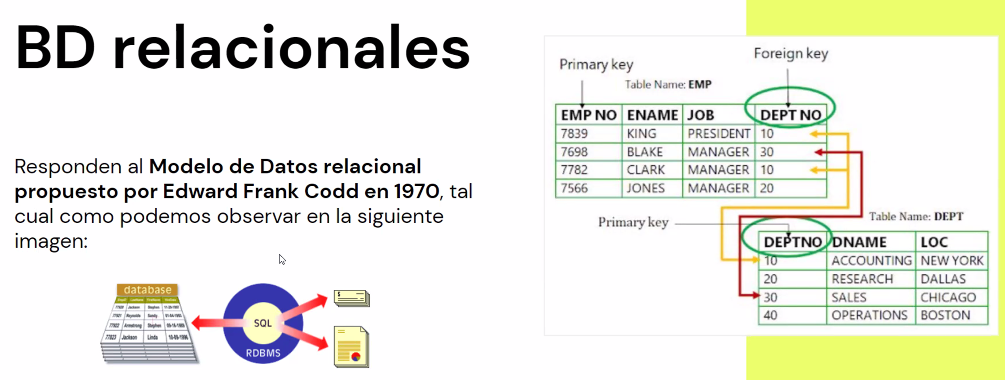 BD relacionales
Responden al Modelo de Datos relacional
propuesto por Edward Frank Codd en 1970, tal
cual como podemos observar en la siguiente
imagen:
database
SQL
RDBMS
Primary key
Foreign key
Table Name: EMP
EMP NO ENAME JOB DEPT NO
7839 KING PRESIDENT 10
7698 BLAKE MANAGER 30
7782 CLARK MANAGER 10
7566 JONES MANAGER 20
Primary key
Table Name: DEPT
DEPTNO DNAME LOC
10 ACCOUNTING NEW YORK
20 RESEARCH DALLAS
30 SALES CHICAGO
40 OPERATIONS BOSTON